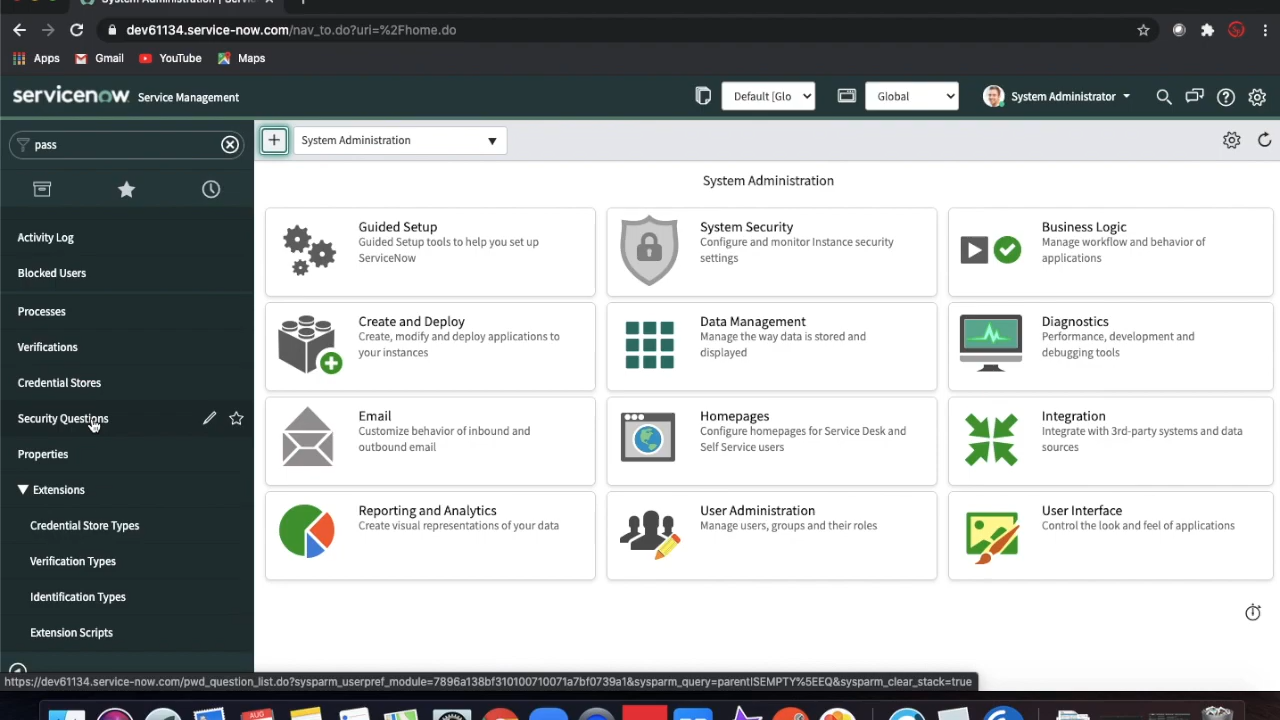 System Administration | Servic
dev61134.service-now.com/nav_to.do?uri=%2Fhome.do
Apps
Gmail
YouTube
Maps
servicenow
Service Management
Default [Glo
Global
System Administrator
pass
System Administration
System Administration
Activity Log
Blocked Users
Processes
Verifications
Credential Stores
Security Questions
Properties
Extensions
Credential Store Types
Verification Types
Identification Types
Extension Scripts
Guided Setup
Guided Setup tools to help you set up
ServiceNow
System Security
Configure and monitor Instance security
settings
Business Logic
Manage workflow and behavior of
applications
Create and Deploy
Create, modify and deploy applications to
your instances
Data Management
Manage the way data is stored and
displayed
Diagnostics
Performance, development and
debugging tools
Email
Customize behavior of inbound and
outbound email
Homepages
Configure homepages for Service Desk and
Self Service users
Integration
Integrate with 3rd-party systems and data
sources
Reporting and Analytics
Create visual representations of your data
User Administration
Manage users, groups and their roles
User Interface
Control the look and feel of applications
https://dev61134.service-now.com/pwd_question_list.do?sysparm_userpref_module=7896a138bf310100710071a7bf0739a1&sysparm_query=parentISEMPTY%5EEQ&sysparm_clear_stack=true
AUG